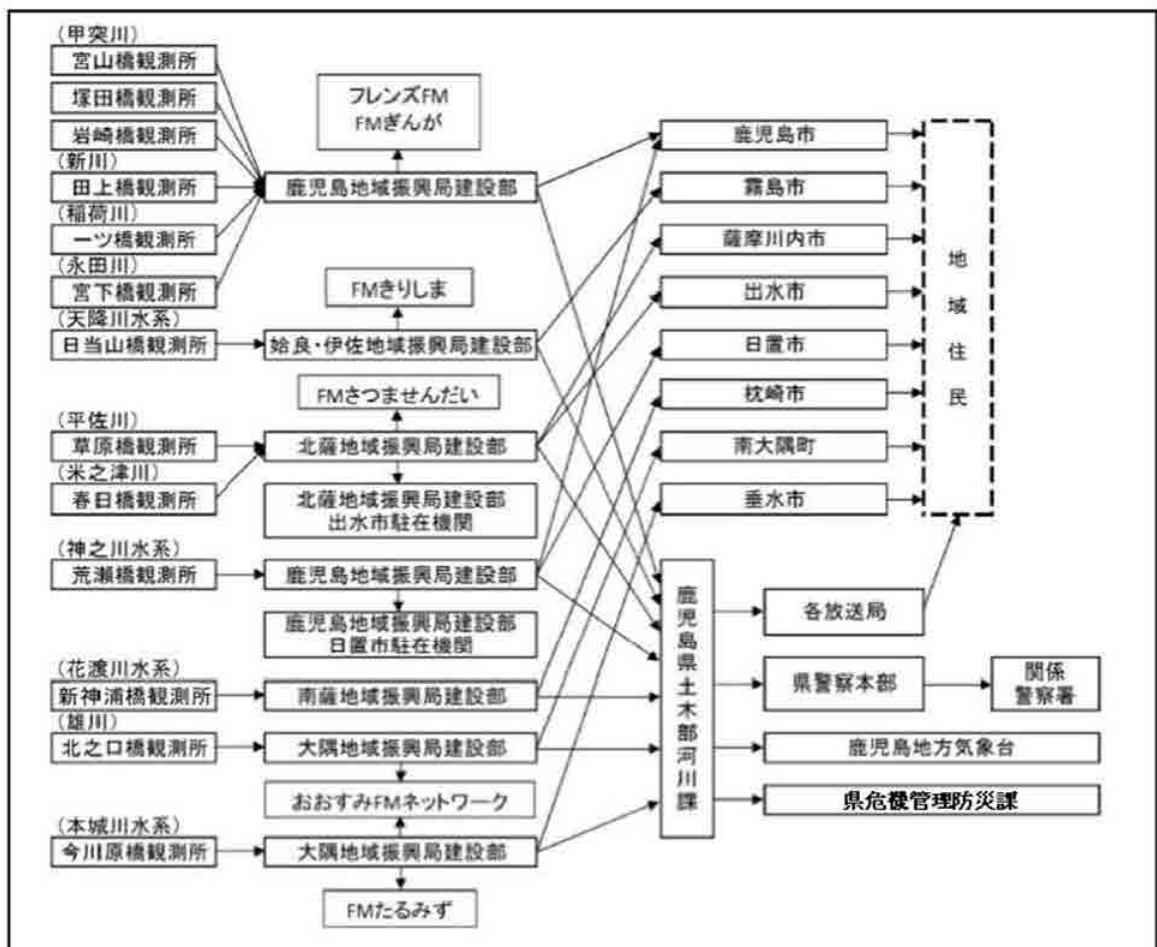 (甲突川)
宮山橋観測所
塚田橋観測所
岩崎橋観測所
(新川)
田上橋観測所
(稲荷川)
一ツ橋観測所
(永田川)
宮下橋観測所
(天降川水系)
日当山橋観測所
(平佐川)
草原橋観測所
(米之津川)
春日橋観測所
(神之川水系)
荒瀬橋観測所
(花渡川水系)
新神浦橋観測所
(雄川)
北之口橋観測所
(本城川水系)
今川原橋観測所
フレンズFM
FMぎんが
鹿児島地域振興局建設部
FMきりしま
姶良・伊佐地域振興局建設部
FMさつませんだい
北薩地域振興局建設部
北薩地域振興局建設部
出水市駐在機関
鹿児島地域振興局建設部
鹿児島地域振興局建設部
日置市駐在機関
南薩地域振興局建設部
大隅地域振興局建設部
おおすみFMネットワーク
大隅地域振興局建設部
FMたるみず
鹿児島市
霧島市
薩摩川内市
出水市
日置市
枕崎市
南大隅町
垂水市
鹿児島県土木部河川課
地域住民
各放送局
県警察本部
関係
警察署
鹿児島地方気象台
県危機管理防災課